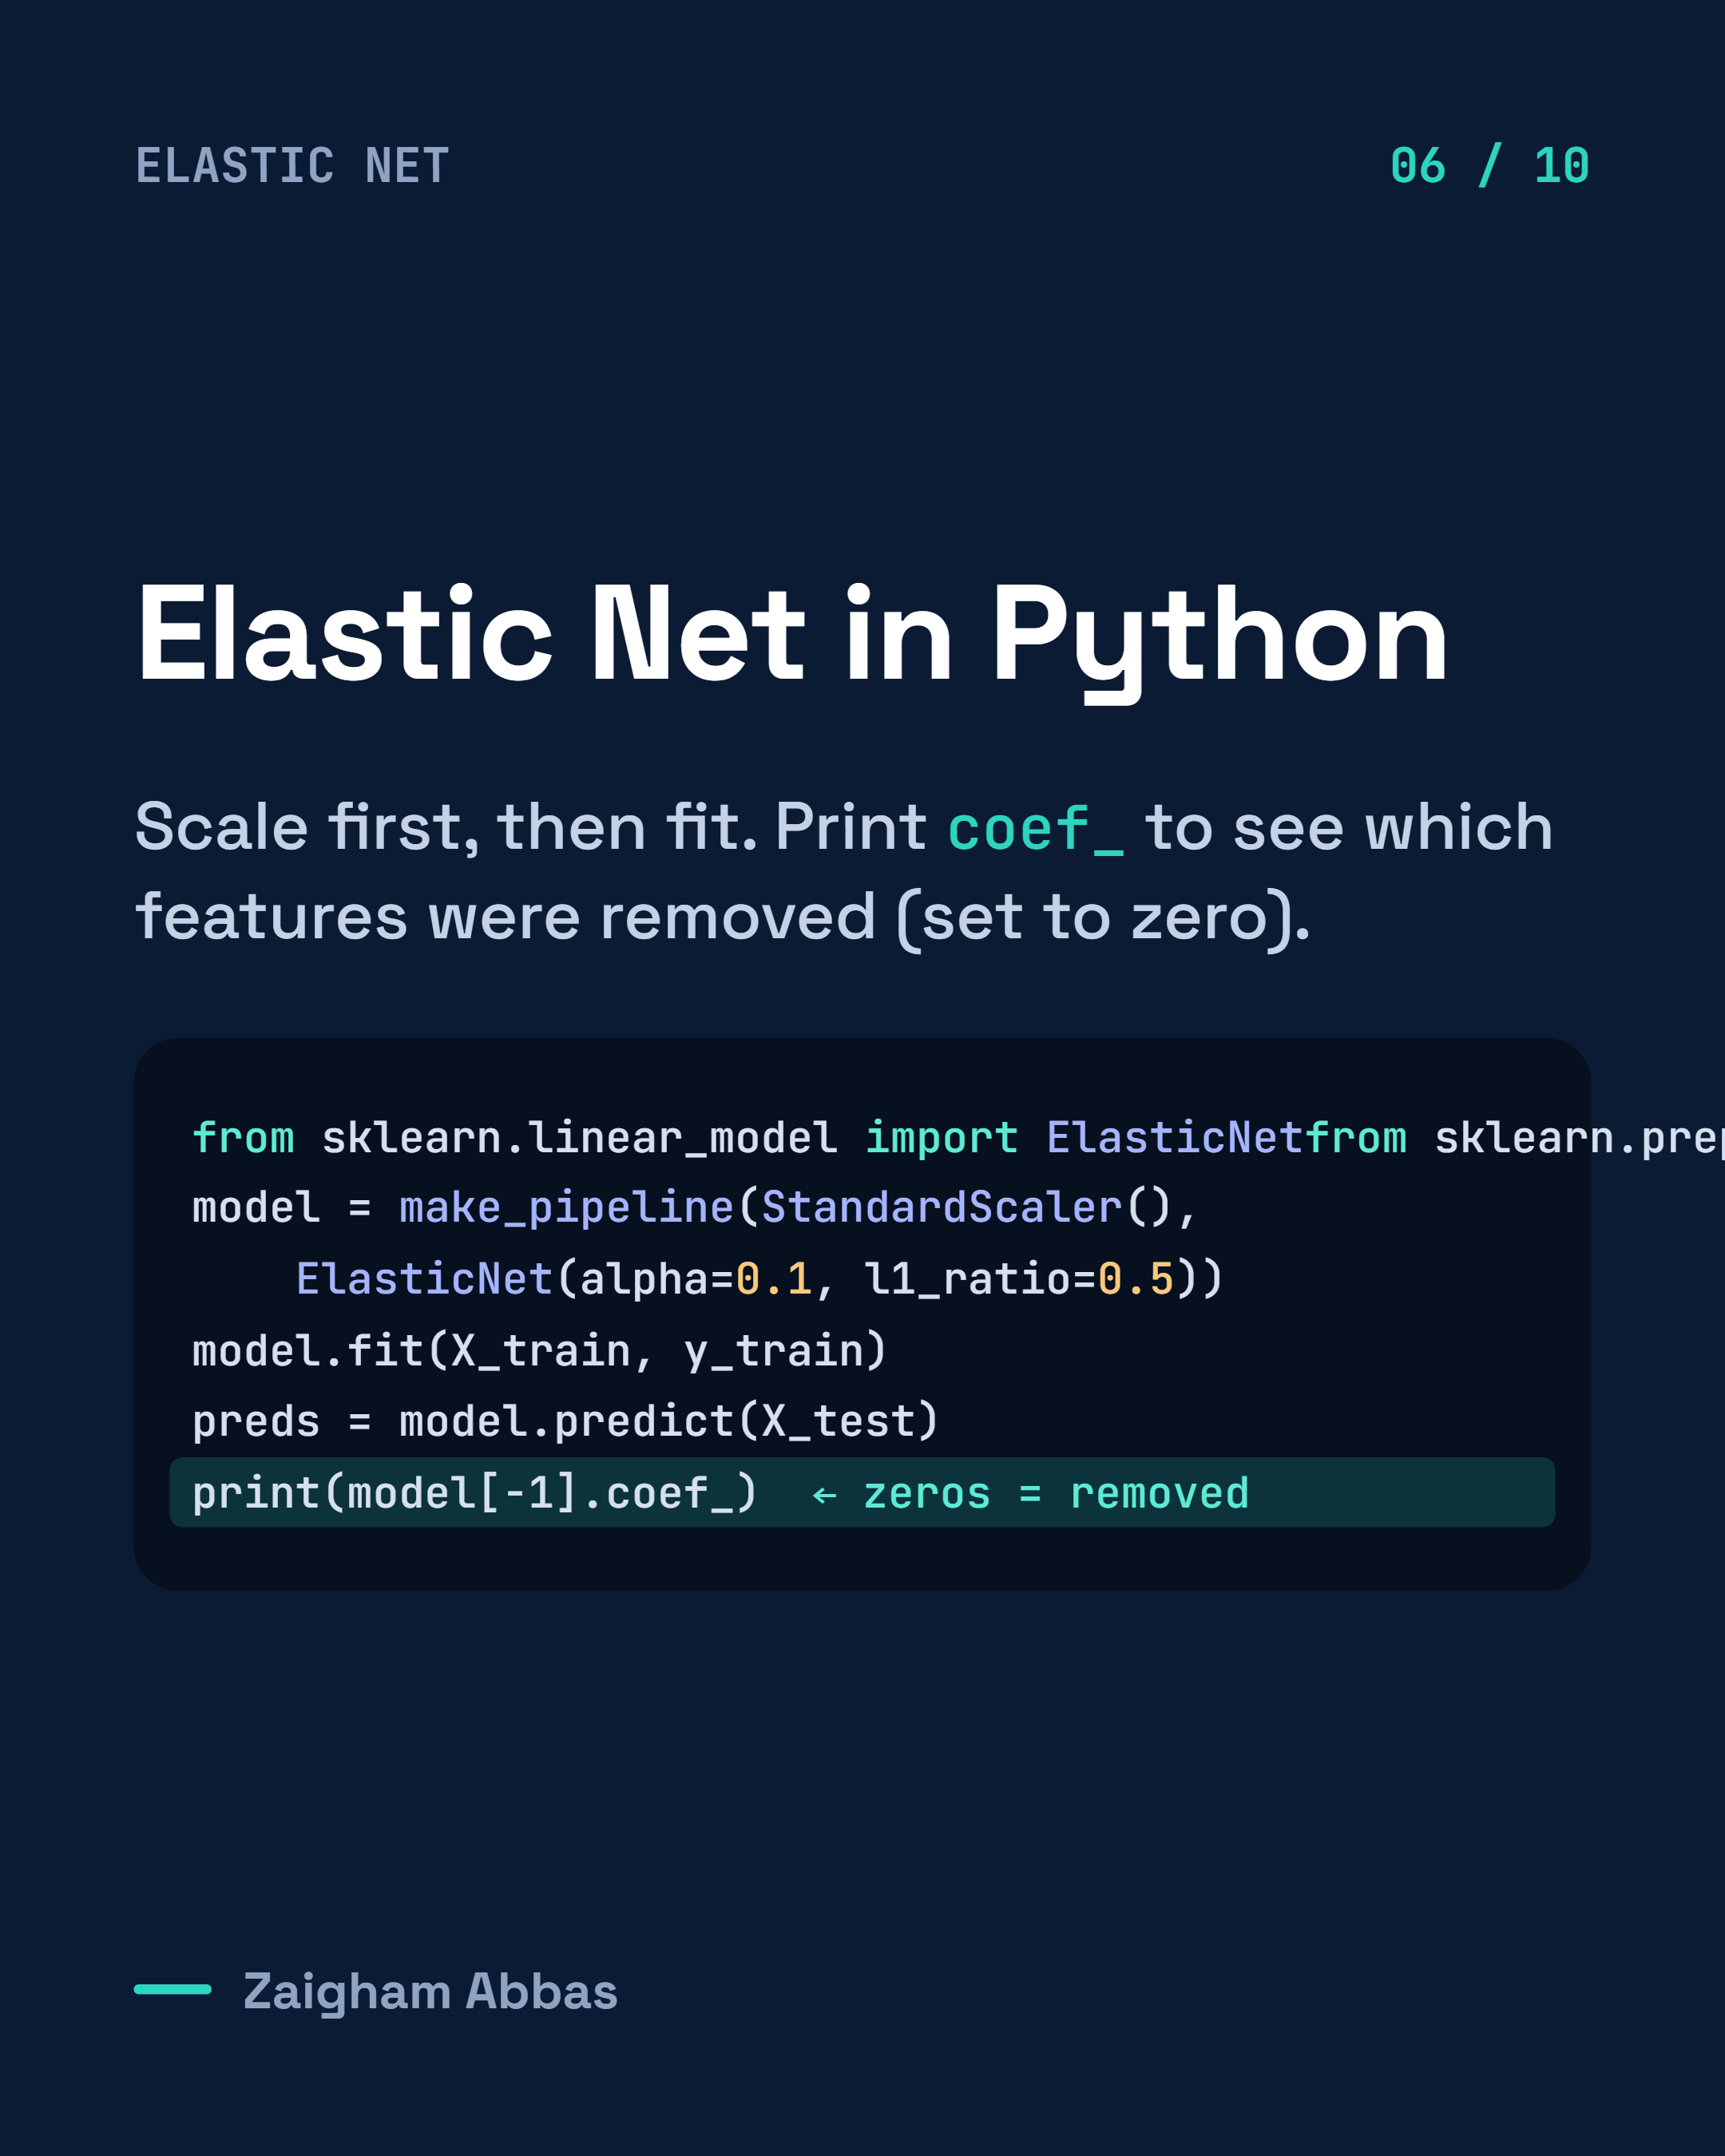 ELASTIC NET
06 / 10
Elastic Net in Python
Scale first, then fit. Print coef_ to see which
features were removed (set to zero).
from sklearn.linear_model import ElasticNetfrom sklearn.prep
model = make_pipeline(StandardScaler(),
    ElasticNet(alpha=0.1, l1_ratio=0.5))
model.fit(X_train, y_train)
preds = model.predict(X_test)
print(model[-1].coef_)  ← zeros = removed
Zaigham Abbas